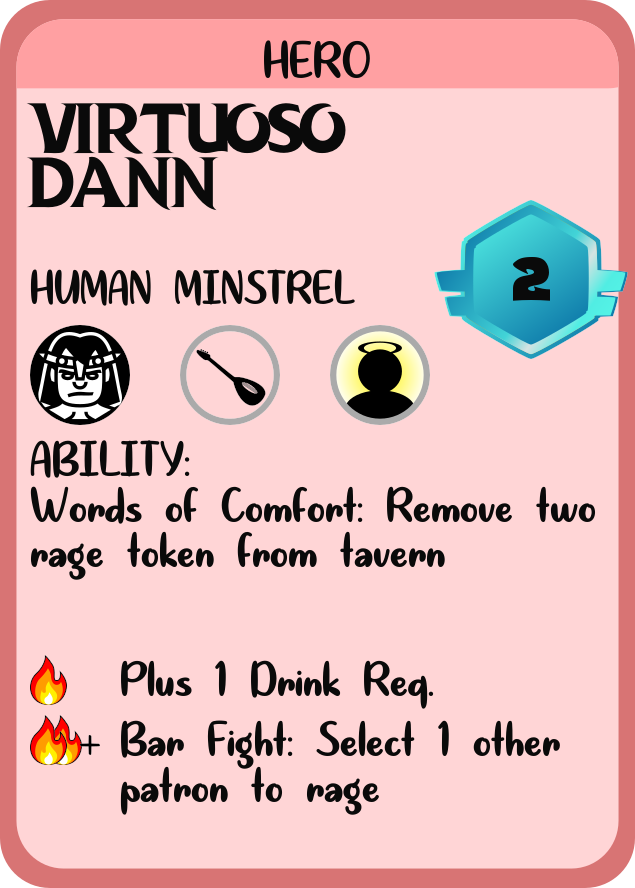 HERO
VIRTUOSO
DANN
2
HUMAN MINSTREL
ABILITY:
Words of Comfort: Remove two
rage token from tavern
Plus 1 Drink Req.
+ Bar Fight: Select 1 other
patron to rage